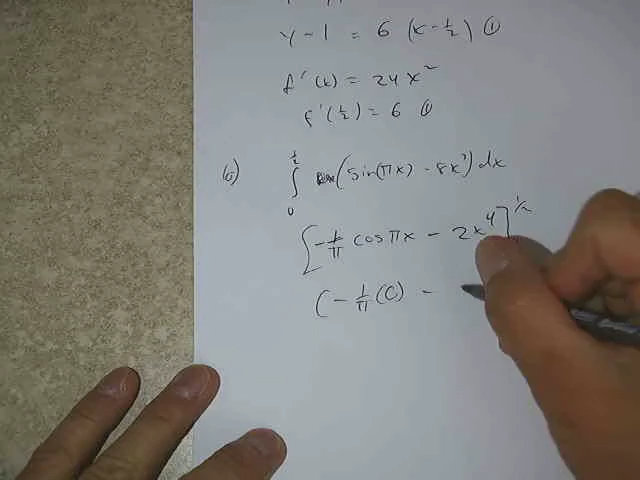 y - 1 = 6 (x - 1/2) ①
f'(x) = 24x²
f'(1/2) = 6 ①
b) ∫₀^(1/2) (sin(πx) - 8x³) dx
[-1/π cos πx - 2x⁴]^(1/2)
(-1/π (0) -